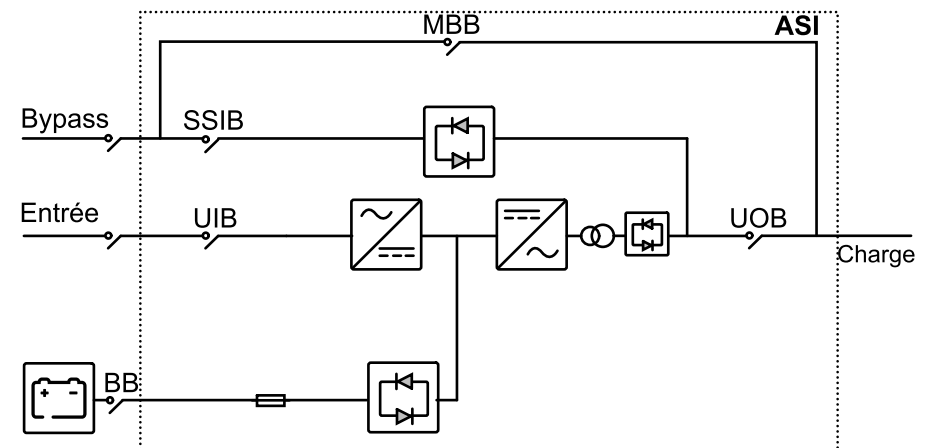 MBB
ASI
Bypass
SSIB
Entrée
UIB
UOB
Charge
BB